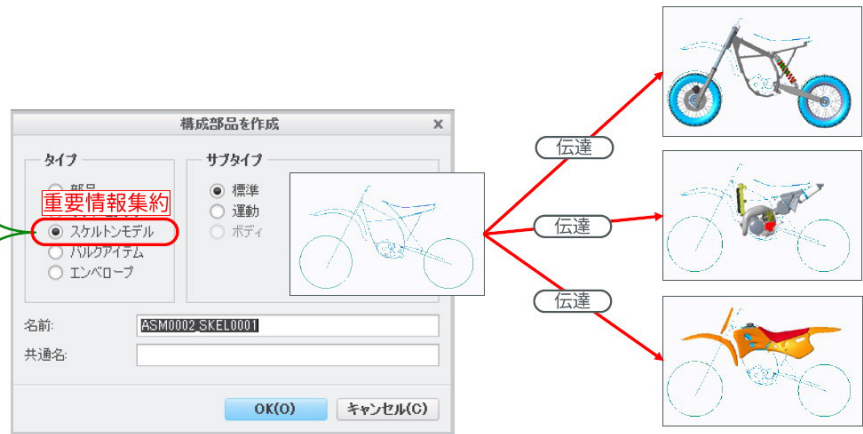 構成部品を作成
x
タイプ
部品
重要情報集約
スケルトンモデル
バルクアイテム
エンベロープ
サブタイプ
標準
運動
ボディ
名前:
ASM0002_SKEL0001
共通名:
OK(O)
キャンセル(C)
伝達
伝達
伝達